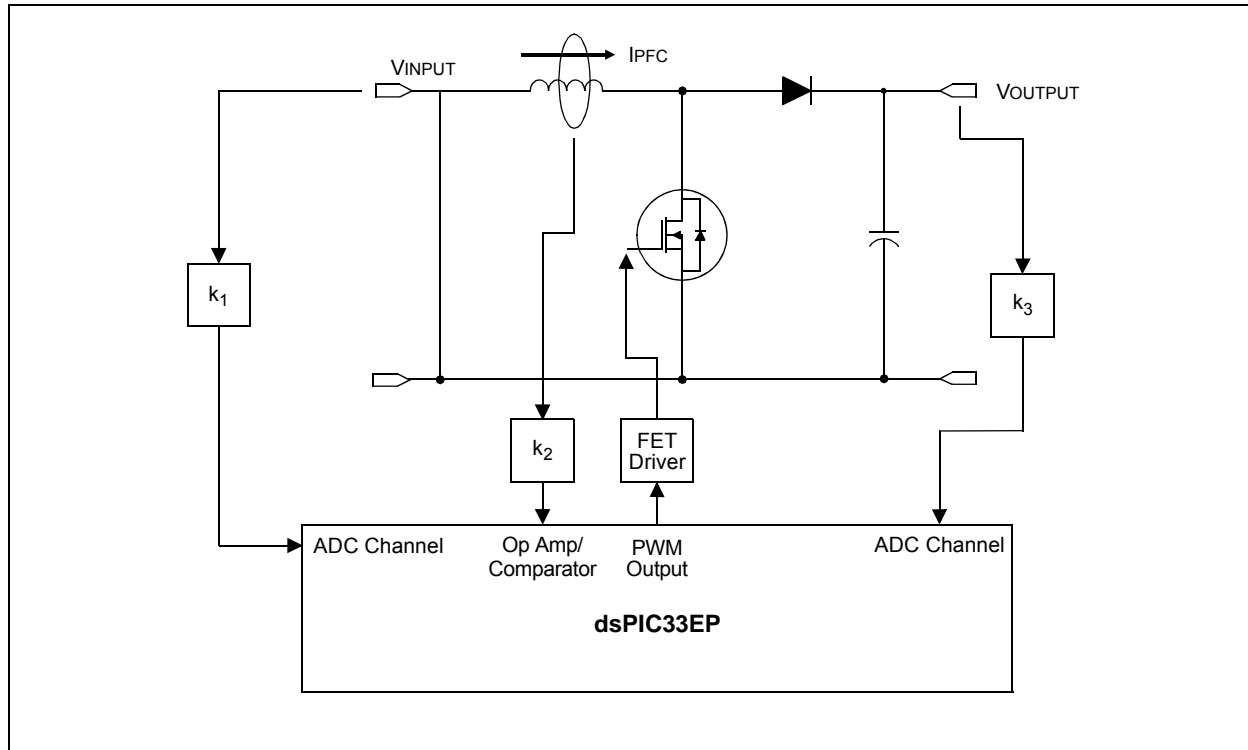 IPFC
VINPUT
VOUTPUT
k1
k3
k2
FET
Driver
ADC Channel
Op Amp/
Comparator
PWM
Output
ADC Channel
dsPIC33EP